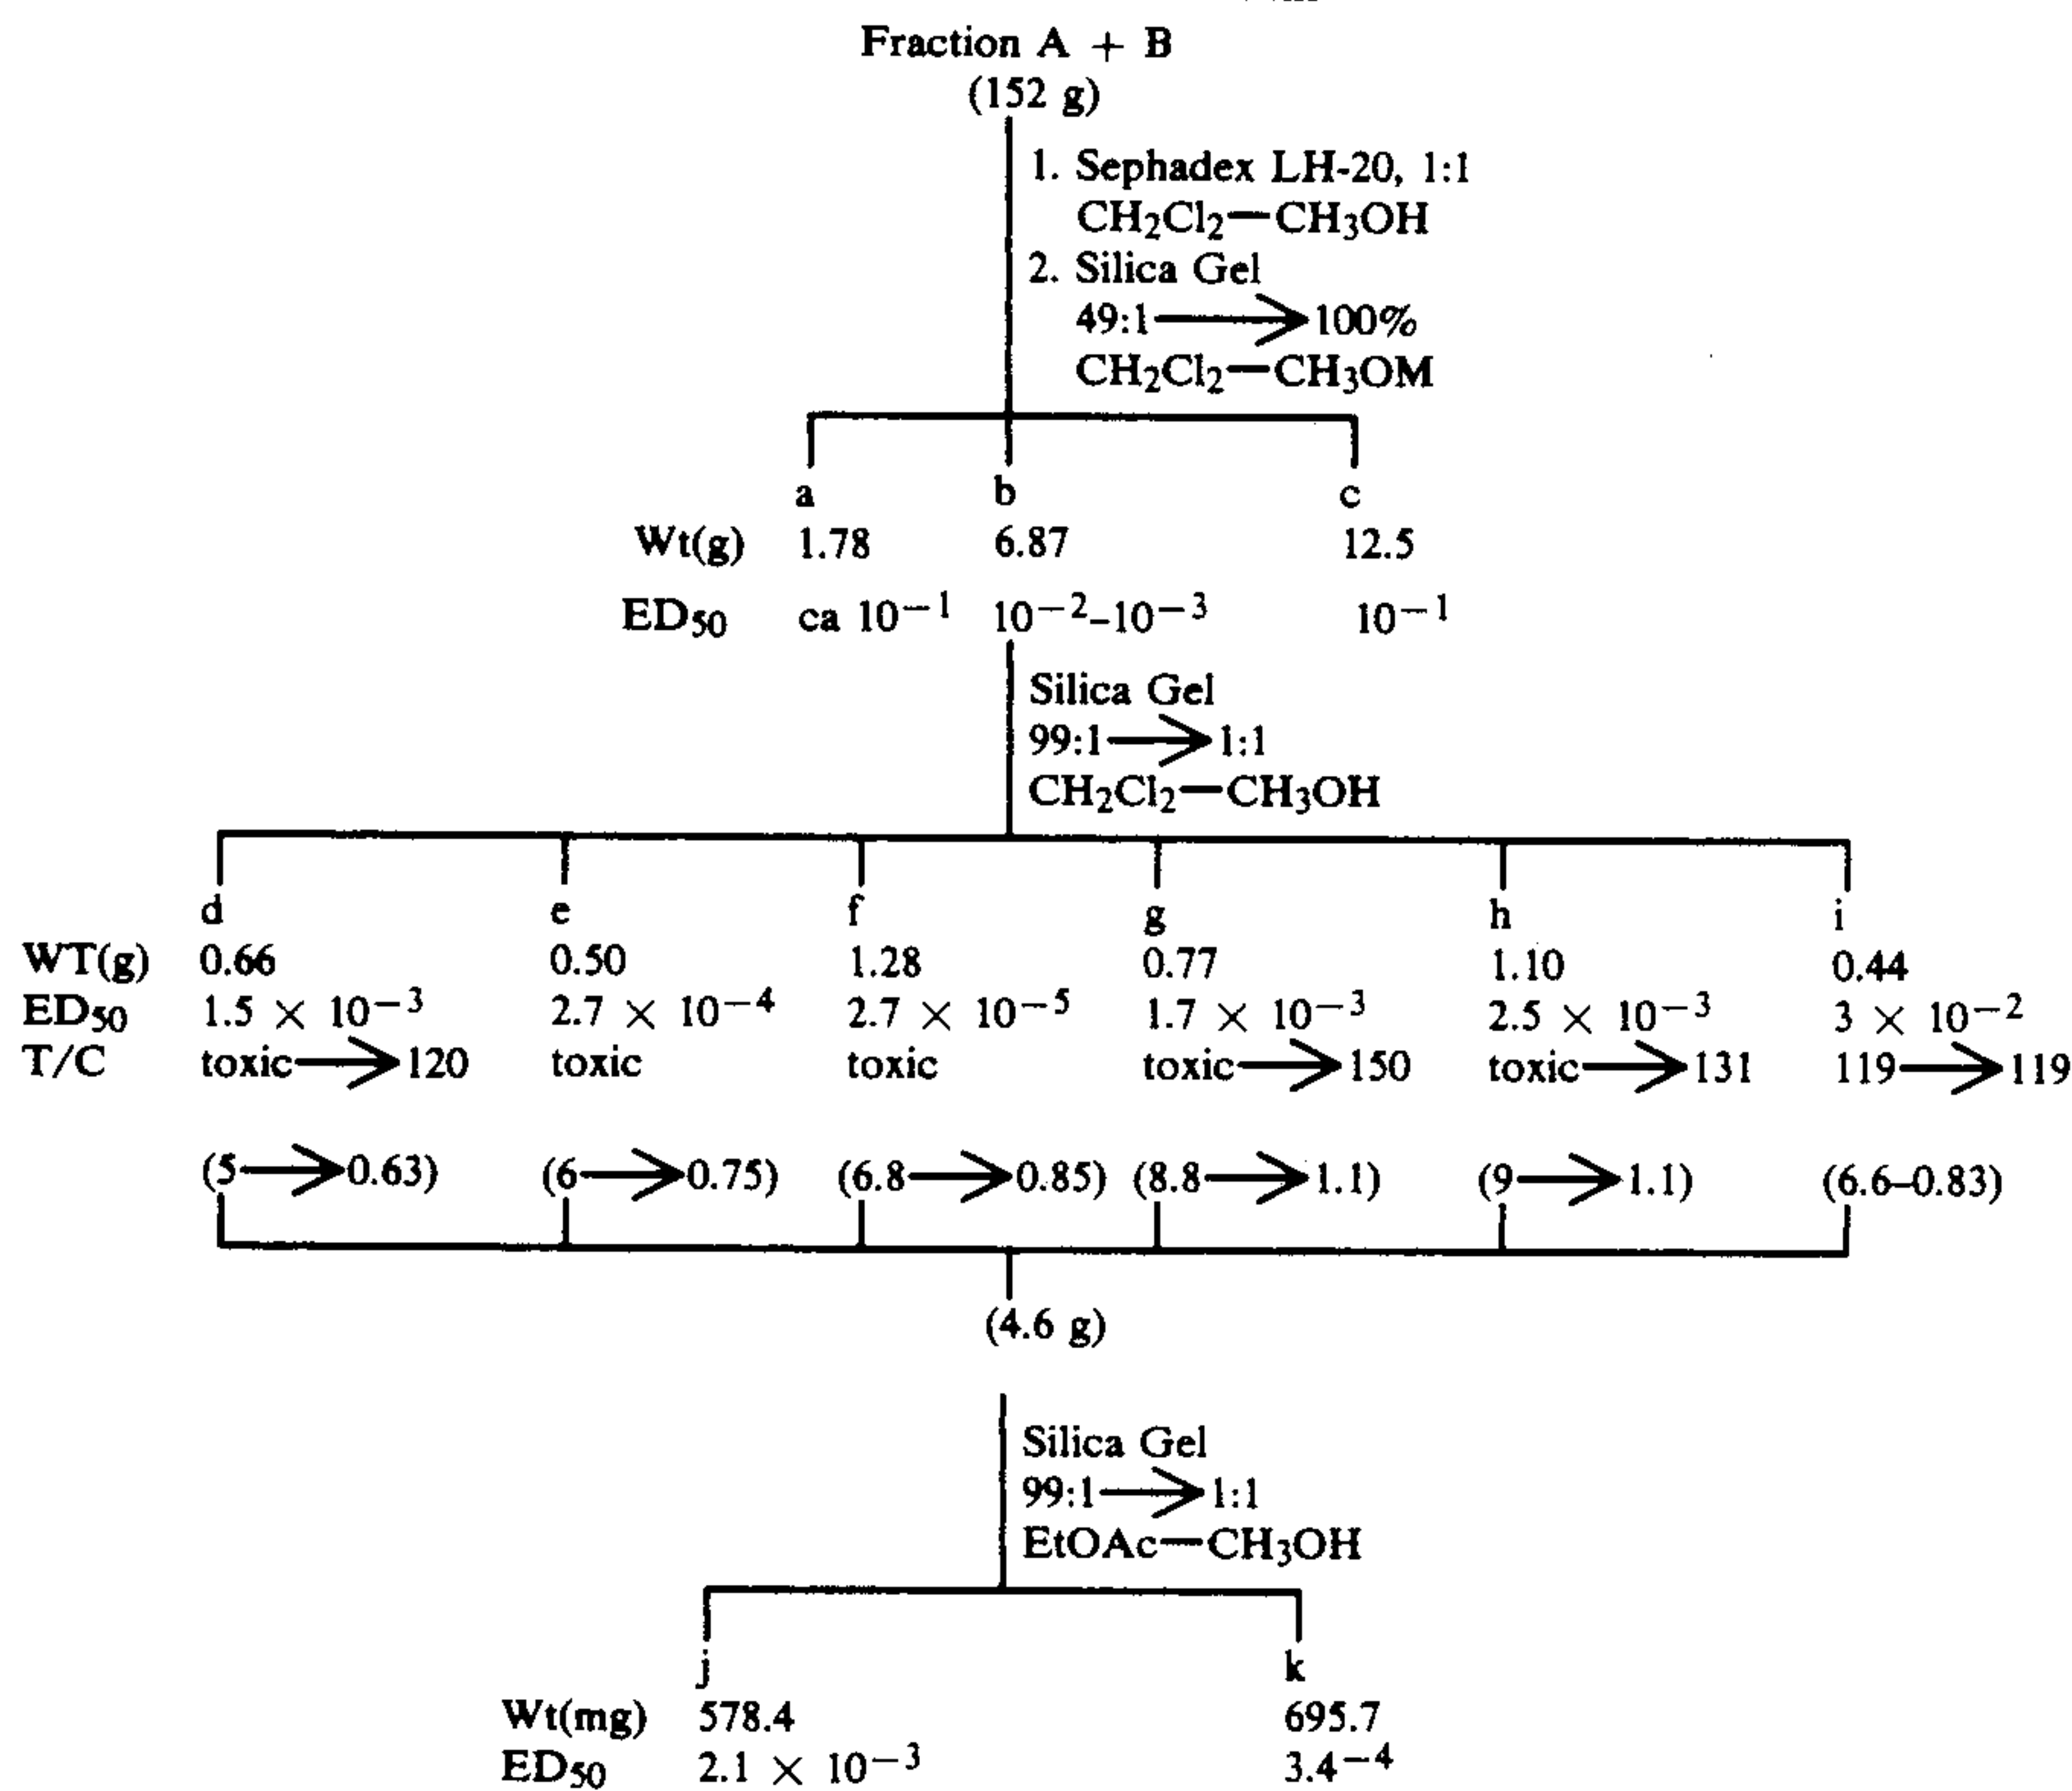 Fraction A + B
(152 g)
1. Sephadex LH-20, 1:1
CH₂Cl₂—CH₃OH
2. Silica Gel
49:1⟶100%
CH₂Cl₂—CH₃OM
a b c
Wt(g) 1.78 6.87 12.5
ED₅₀ ca 10⁻¹ 10⁻²–10⁻³ 10⁻¹
Silica Gel
99:1⟶1:1
CH₂Cl₂—CH₃OH
d e f g h i
WT(g) 0.66 0.50 1.28 0.77 1.10 0.44
ED₅₀ 1.5 × 10⁻³ 2.7 × 10⁻⁴ 2.7 × 10⁻⁵ 1.7 × 10⁻³ 2.5 × 10⁻³ 3 × 10⁻²
T/C toxic⟶120 toxic toxic toxic⟶150 toxic⟶131 119⟶119
(5⟶0.63) (6⟶0.75) (6.8⟶0.85) (8.8⟶1.1) (9⟶1.1) (6.6–0.83)
(4.6 g)
Silica Gel
99:1⟶1:1
EtOAc—CH₃OH
j k
Wt(mg) 578.4 695.7
ED₅₀ 2.1 × 10⁻³ 3.4⁻⁴